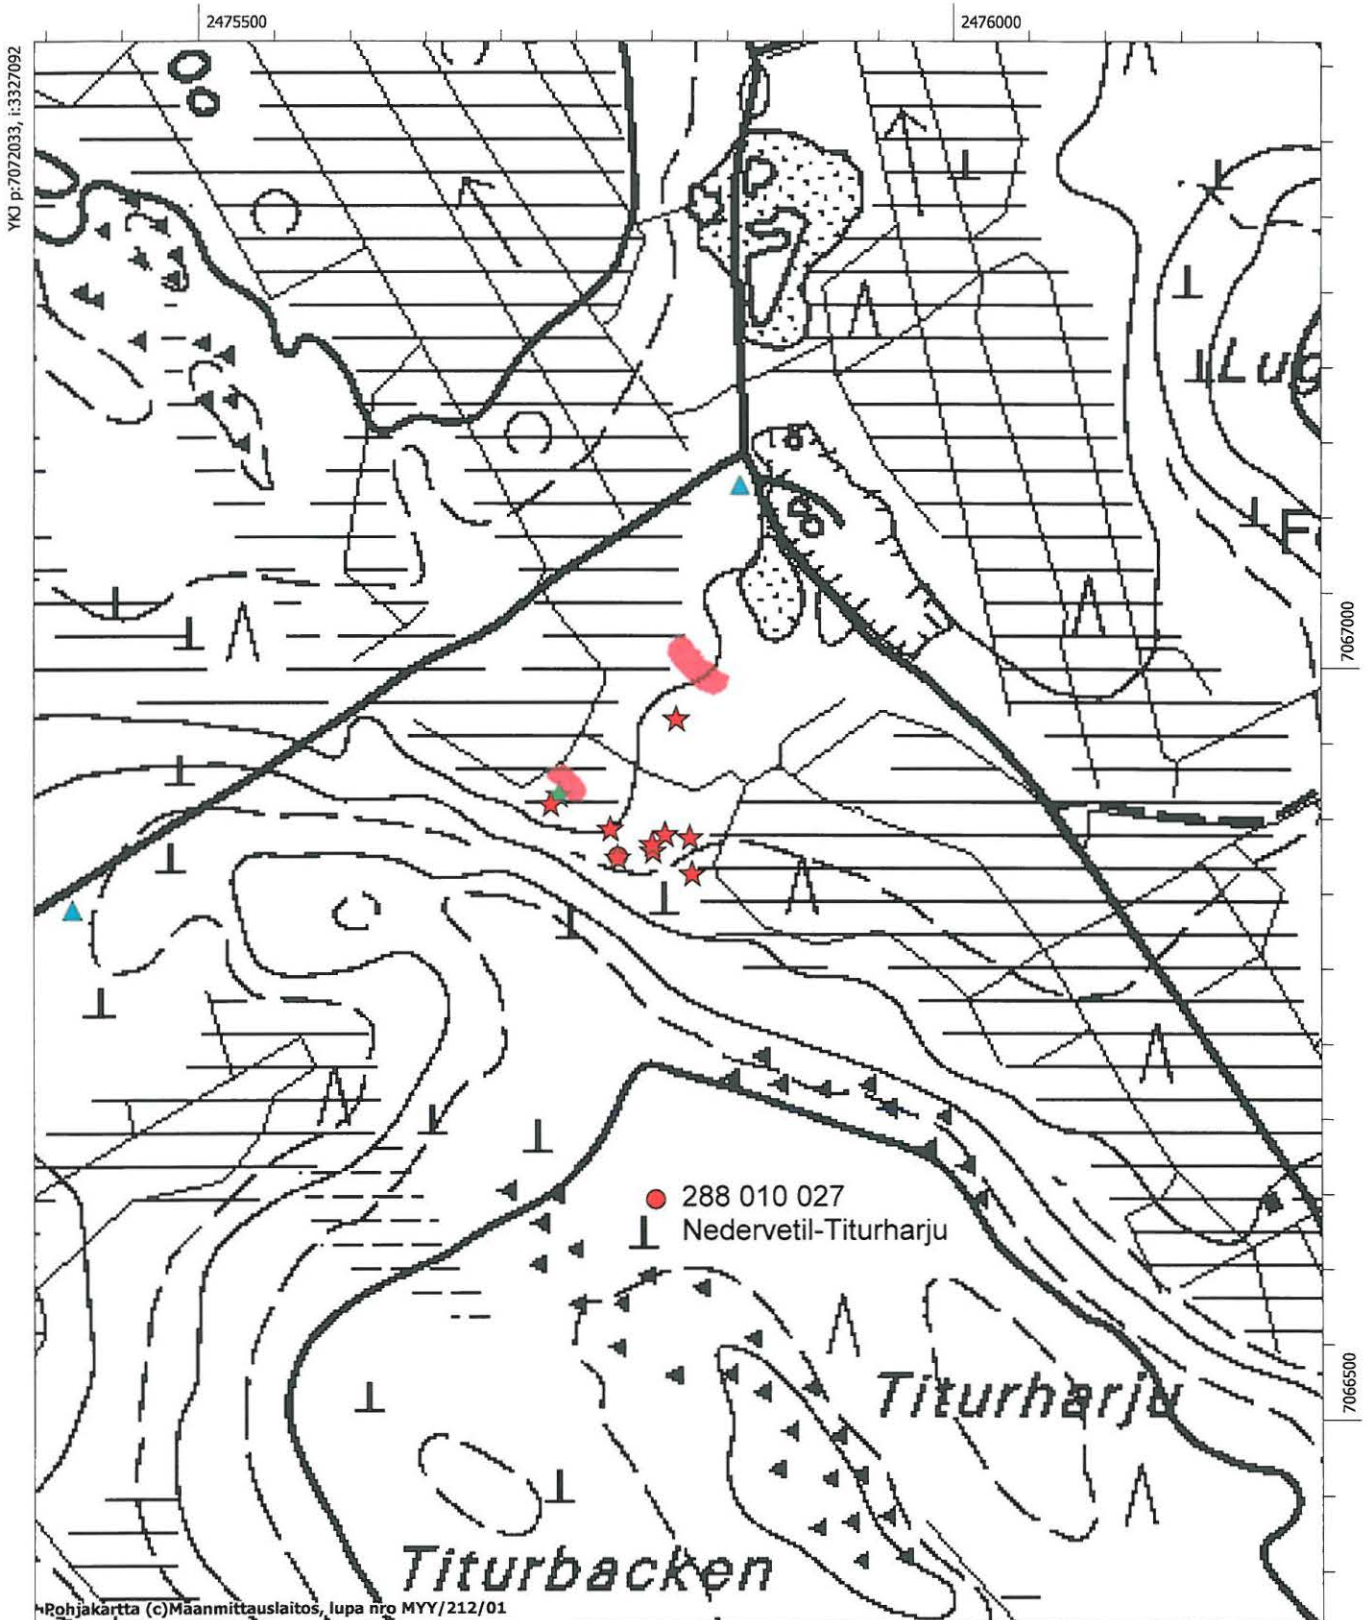 2475500
2476000
YKJ p:7072033, i:3327092
Lug
F
7067000
288 010 027
Nedervetil-Titurharju
7066500
Titurharju
Titurbacken
Pohjakartta (c)Maanmittauslaitos, lupa nro MYY/212/01